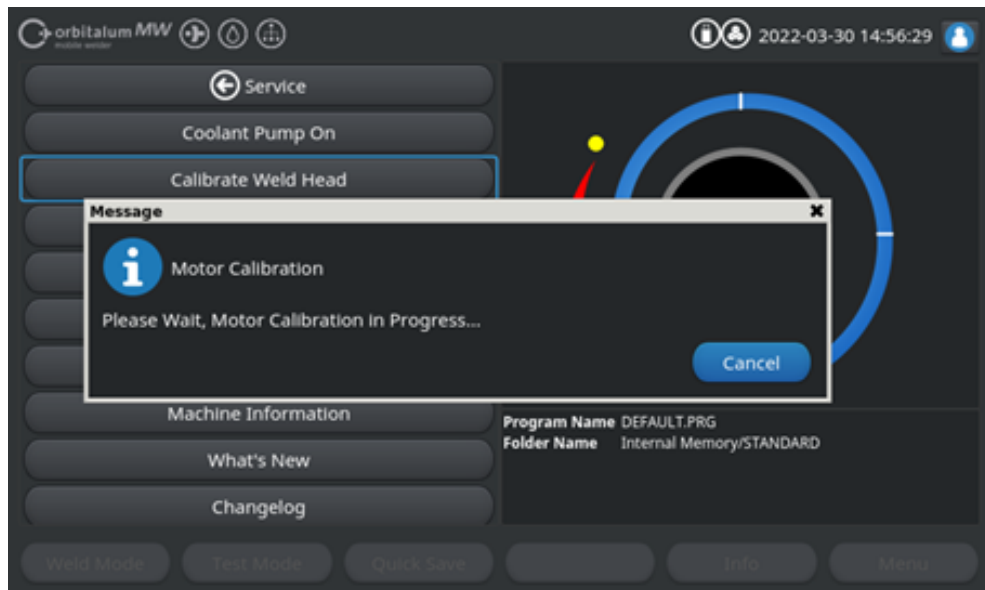 orbitalum MW
mobile welder
2022-03-30 14:56:29
Service
Coolant Pump On
Calibrate Weld Head
Message
Motor Calibration
Please Wait, Motor Calibration in Progress...
Cancel
Machine Information
What's New
Changelog
Program Name DEFAULT.PRG
Folder Name Internal Memory/STANDARD
Weld Mode
Test Mode
Quick Save
Info
Menu